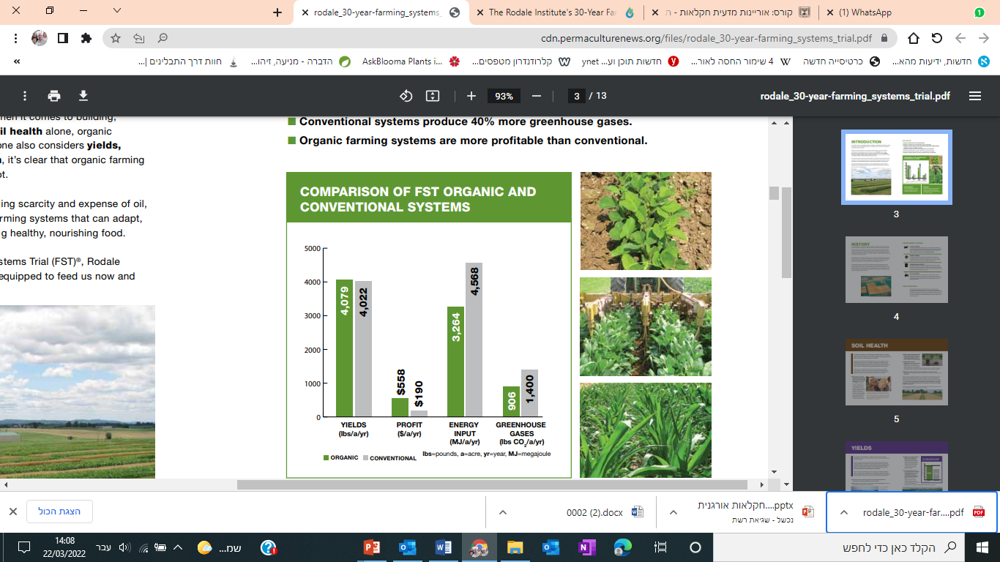 rodale_30-year-farming_systems_
The Rodale Institute's 30-Year Fa
קורס: אוריינות מדעית חקלאות - ה
(1) WhatsApp
1
cdn.permaculturenews.org/files/rodale_30-year-farming_systems_trial.pdf
חדשות, ידיעות מהא...
כרטיסייה חדשה
4 שימור החסה לאור...
חדשות תוכן וע... ynet
קלרודנדרון מטפסים...
AskBlooma Plants i...
הדברה - מניעה, זיהו...
חוות דרך התבלינים |...
«
93%
3 / 13
rodale_30-year-farming_systems_trial.pdf
il health alone, organic
one also considers yields,
, it's clear that organic farming
ing scarcity and expense of oil,
rming systems that can adapt,
g healthy, nourishing food.
stems Trial (FST)®, Rodale
equipped to feed us now and
Conventional systems produce 40% more greenhouse gases.
Organic farming systems are more profitable than conventional.
COMPARISON OF FST ORGANIC AND
CONVENTIONAL SYSTEMS
5000
4000
3000
2000
1000
0
4,079
4,022
$558
$190
3,264
4,568
906
1,400
YIELDS
(lbs/a/yr)
PROFIT
($/a/yr)
ENERGY
INPUT
(MJ/a/yr)
GREENHOUSE
GASES
(lbs CO2/a/yr)
ORGANIC CONVENTIONAL
lbs=pounds, a=acre, yr=year, MJ=megajoule
INTRODUCTION
3
HISTORY
4
SOIL HEALTH
5
YIELDS
הצגת הכול
0002 (2).docx
חקלאות אורגנית....pptx
נכשל - שגיאת רשת
rodale_30-year-far....pdf
PDF
14:08
22/03/2022
עבר
שמ...
הקלד כאן כדי לחפש